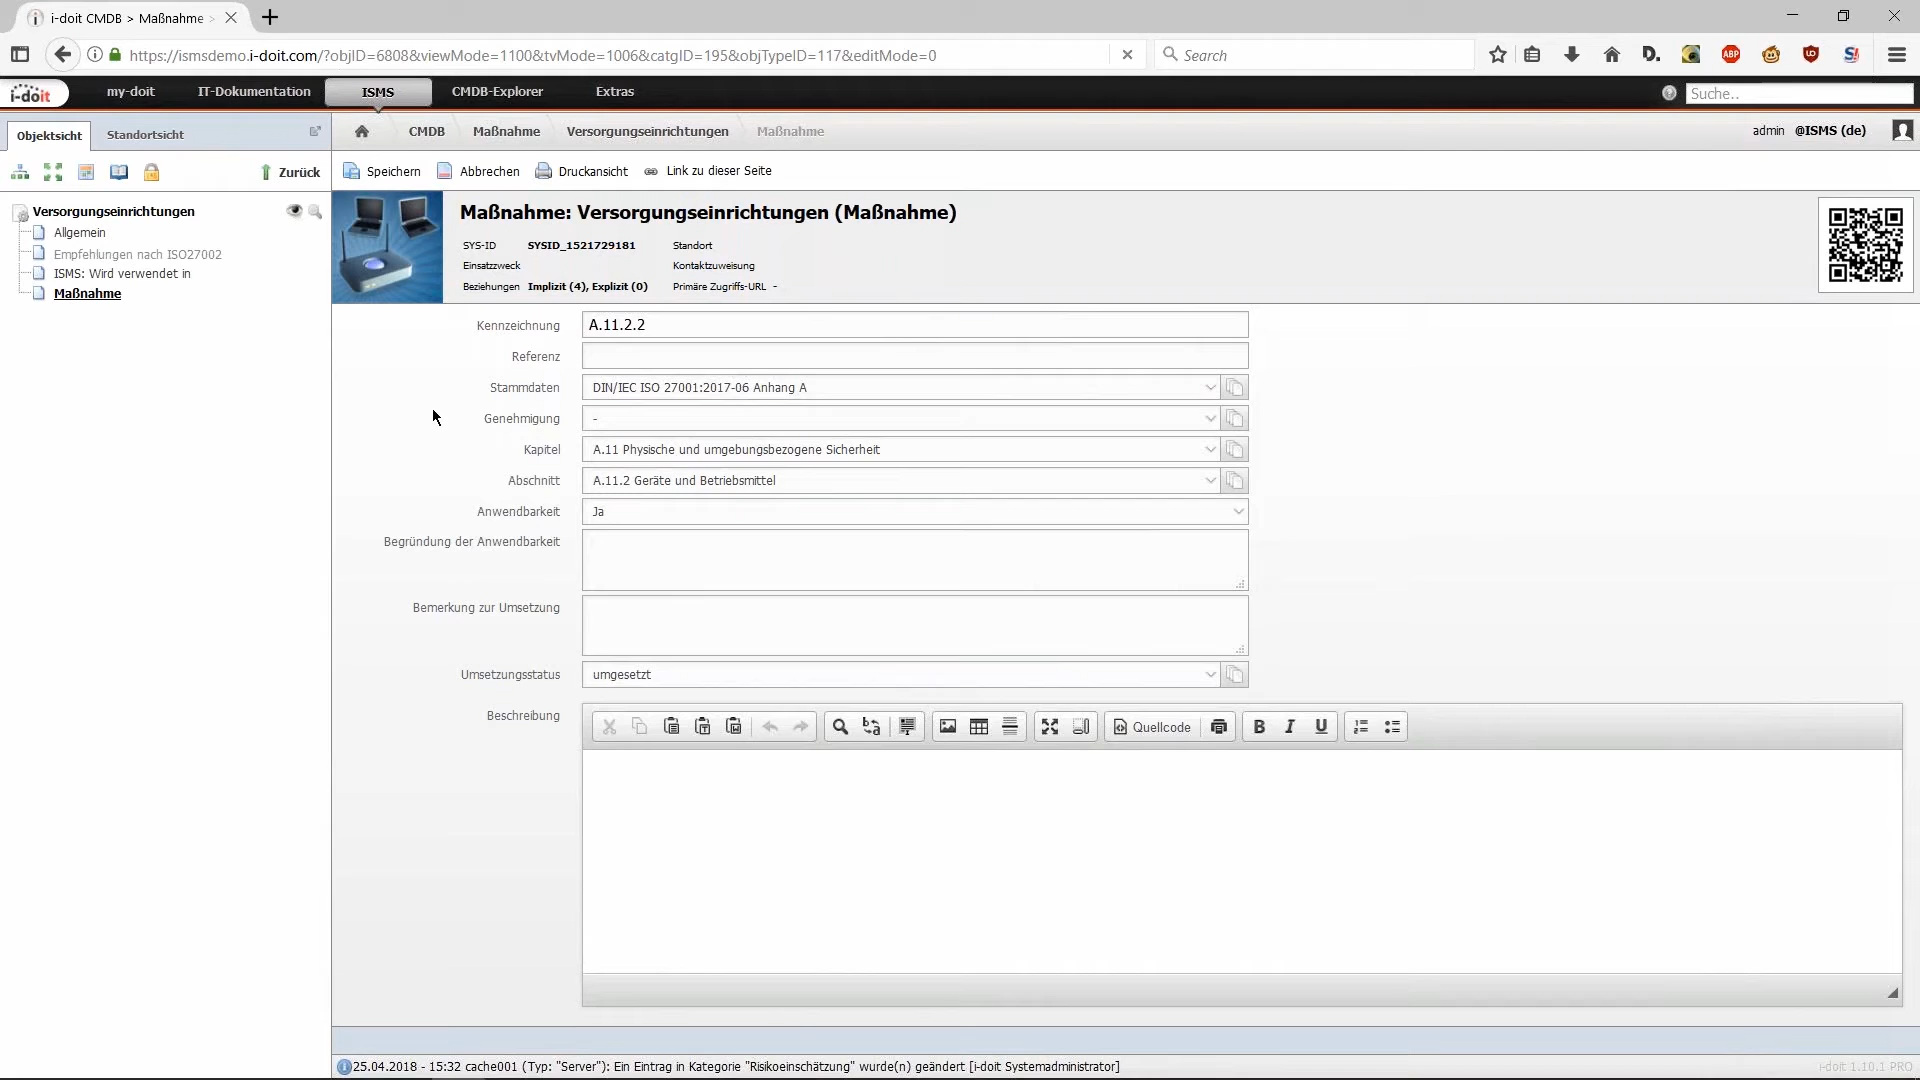 i-doit CMDB > Maßnahme >
https://ismsdemo.i-doit.com/?objID=6808&viewMode=1100&tvMode=1006&catgID=195&objTypeID=117&editMode=0
Search
D.
ABP
S!
i-doit
my-doit
IT-Dokumentation
ISMS
CMDB-Explorer
Extras
Suche..
Objektsicht
Standortsicht
CMDB
Maßnahme
Versorgungseinrichtungen
Maßnahme
admin @ISMS (de)
Zurück
Speichern
Abbrechen
Druckansicht
Link zu dieser Seite
Versorgungseinrichtungen
Allgemein
Empfehlungen nach ISO27002
ISMS: Wird verwendet in
Maßnahme
Maßnahme: Versorgungseinrichtungen (Maßnahme)
SYS-ID SYSID_1521729181 Standort
Einsatzzweck Kontaktzuweisung
Beziehungen Implizit (4), Explizit (0) Primäre Zugriffs-URL -
Kennzeichnung A.11.2.2
Referenz
Stammdaten DIN/IEC ISO 27001:2017-06 Anhang A
Genehmigung -
Kapitel A.11 Physische und umgebungsbezogene Sicherheit
Abschnitt A.11.2 Geräte und Betriebsmittel
Anwendbarkeit Ja
Begründung der Anwendbarkeit
Bemerkung zur Umsetzung
Umsetzungsstatus umgesetzt
Beschreibung
Quellcode
B I U
25.04.2018 - 15:32 cache001 (Typ: "Server"): Ein Eintrag in Kategorie "Risikoeinschätzung" wurde(n) geändert [i-doit Systemadministrator]
i-doit 1.10.1 PRO